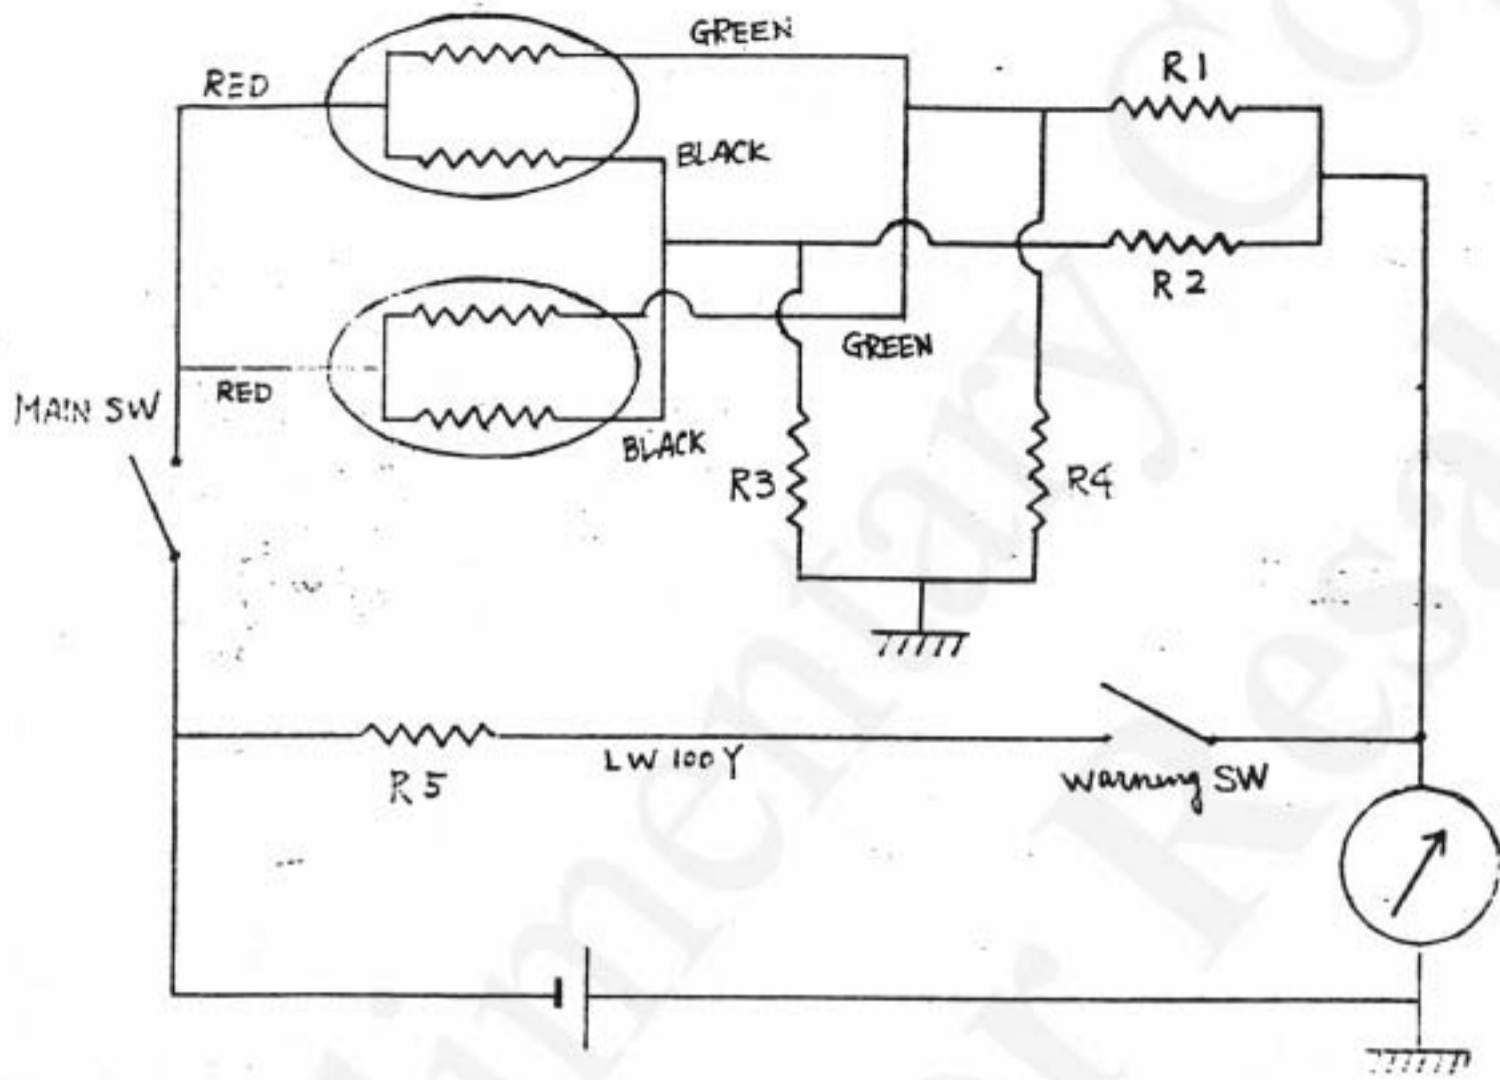 GREEN
RED
R1
BLACK
R2
GREEN
RED
MAIN SW
BLACK
R3
R4
LW 100Y
R5
Warning SW